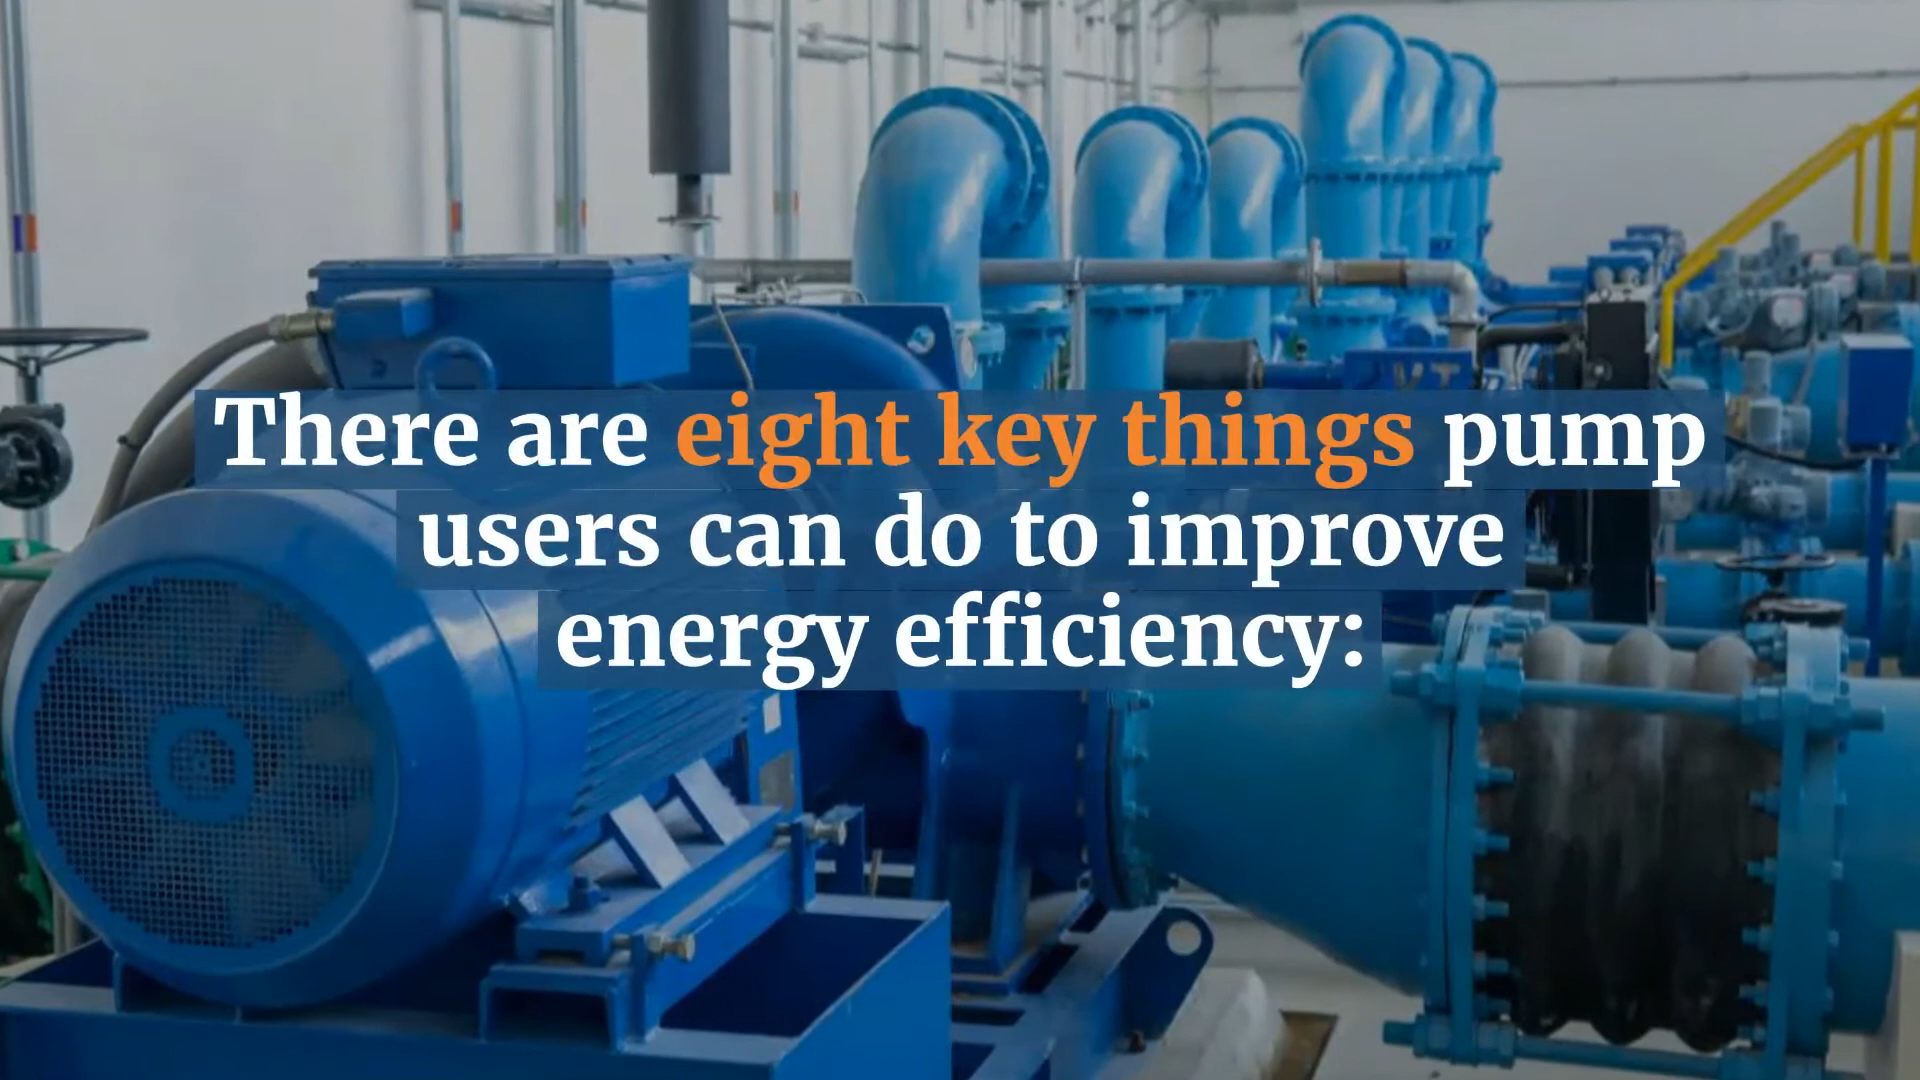 There are eight key things pump
users can do to improve
energy efficiency: